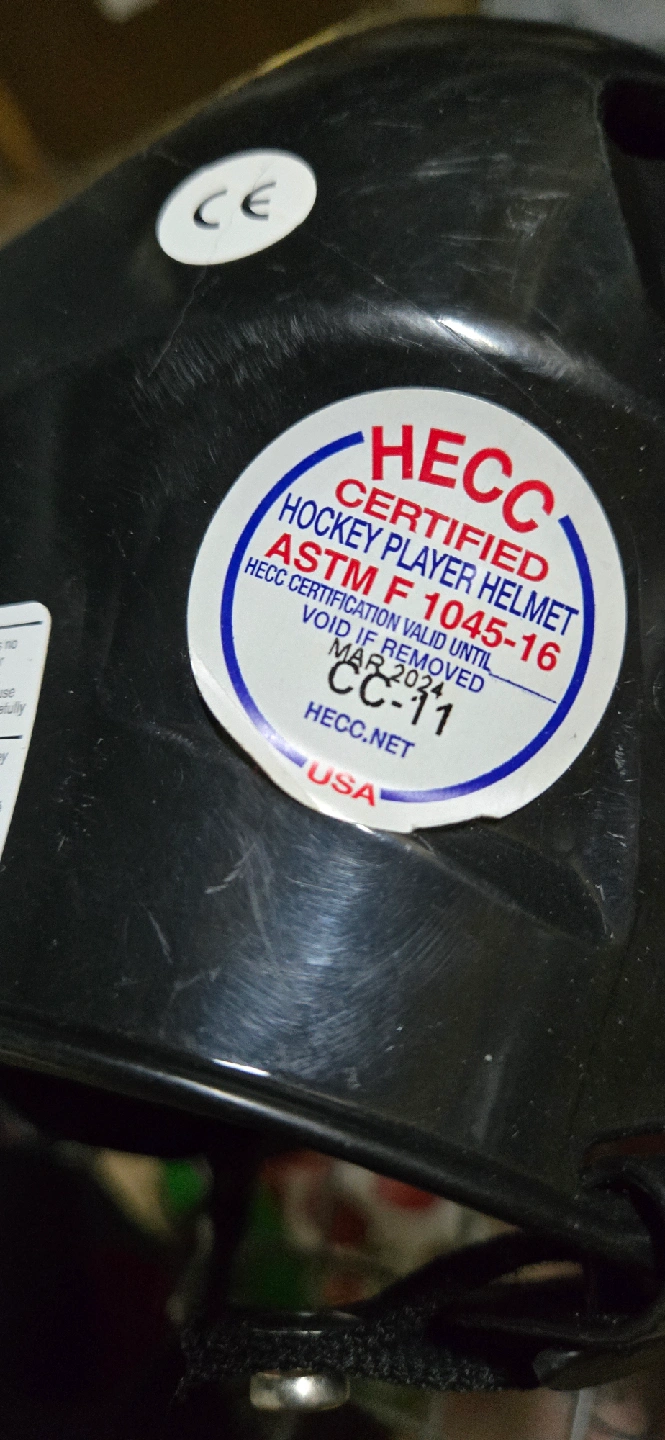 CE
HECC
CERTIFIED
HOCKEY PLAYER HELMET
ASTM F 1045-16
HECC CERTIFICATION VALID UNTIL
VOID IF REMOVED
MAR 2024
CC-11
HECC.NET
USA
use